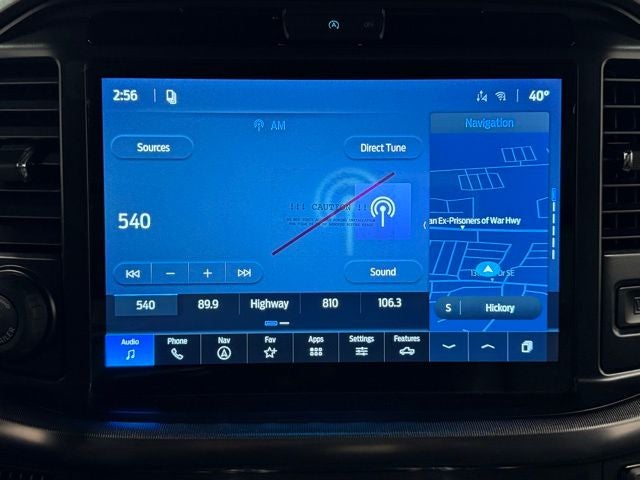 2:56
40°
AM
Navigation
Sources
Direct Tune
!!! CAUTION !!
540
an Ex-Prisoners of War Hwy
Sound
S Hickory
540 89.9 Highway 810 106.3
Audio Phone Nav Fav Apps Settings Features